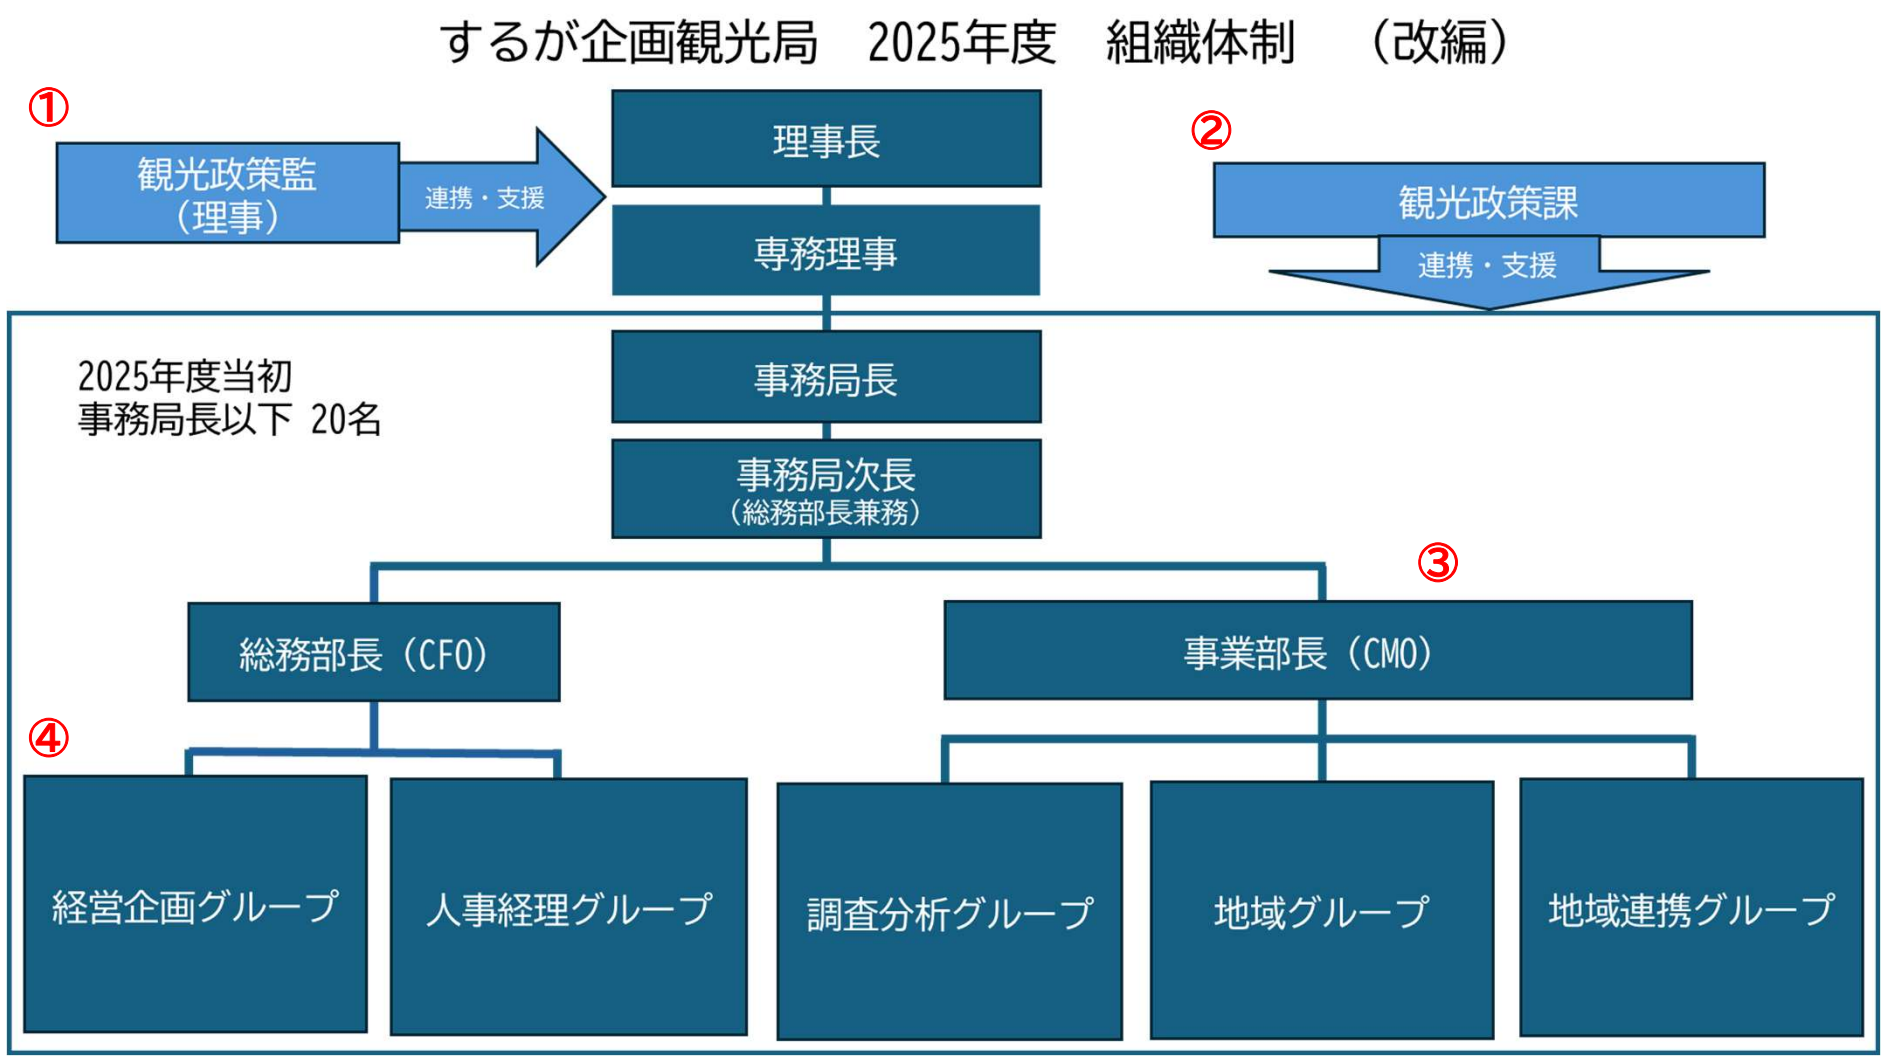 するが企画観光局　2025年度　組織体制　（改編）
①
観光政策監
（理事）
連携・支援
理事長
専務理事
②
観光政策課
連携・支援
2025年度当初
事務局長以下 20名
事務局長
事務局次長
（総務部長兼務）
総務部長（CFO）
③
事業部長（CMO）
④
経営企画グループ
人事経理グループ
調査分析グループ
地域グループ
地域連携グループ